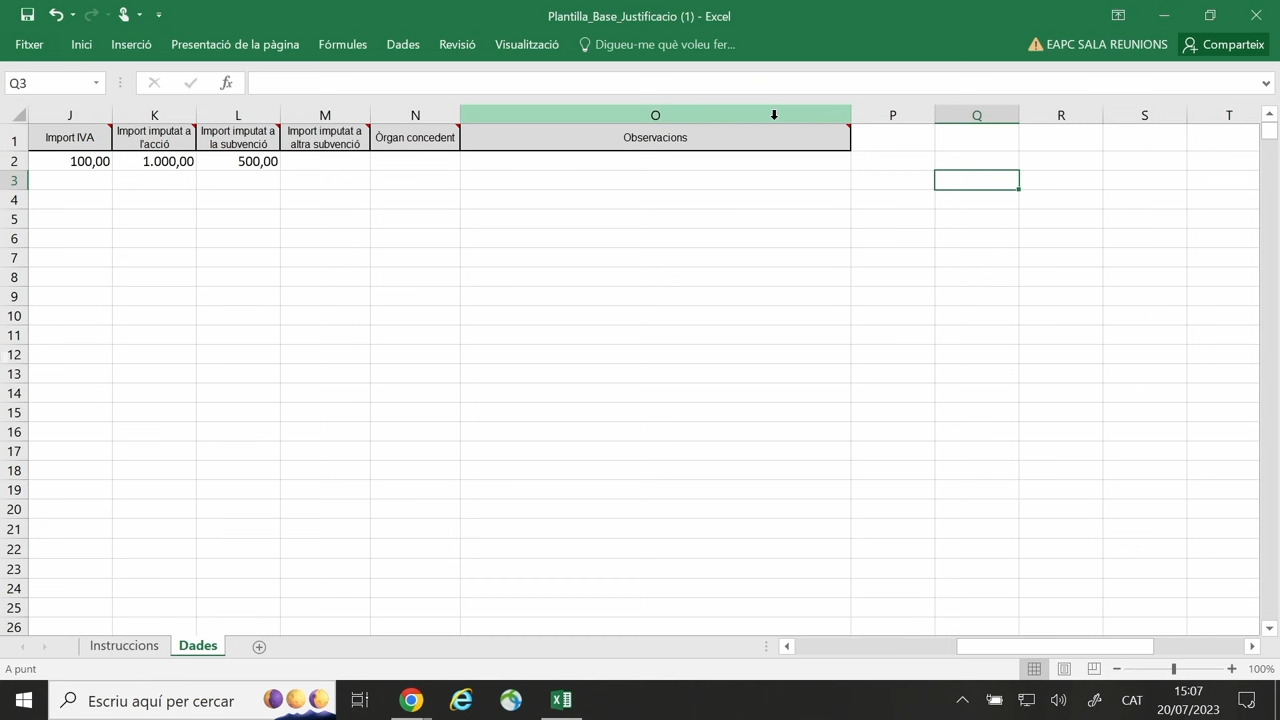 Plantilla_Base_Justificacio (1) - Excel
Fitxer Inici Inserció Presentació de la pàgina Fórmules Dades Revisió Visualització Digueu-me què voleu fer... EAPC SALA REUNIONS Comparteix
Q3 fx
J K L M N O P Q R S T
1 Import IVA Import imputat a l'acció Import imputat a la subvenció Import imputat a altra subvenció Òrgan concedent Observacions
2 100,00 1.000,00 500,00
3
4
5
6
7
8
9
10
11
12
13
14
15
16
17
18
19
20
21
22
23
24
25
26
Instruccions Dades
A punt 100%
Escriu aquí per cercar CAT 15:07
20/07/2023